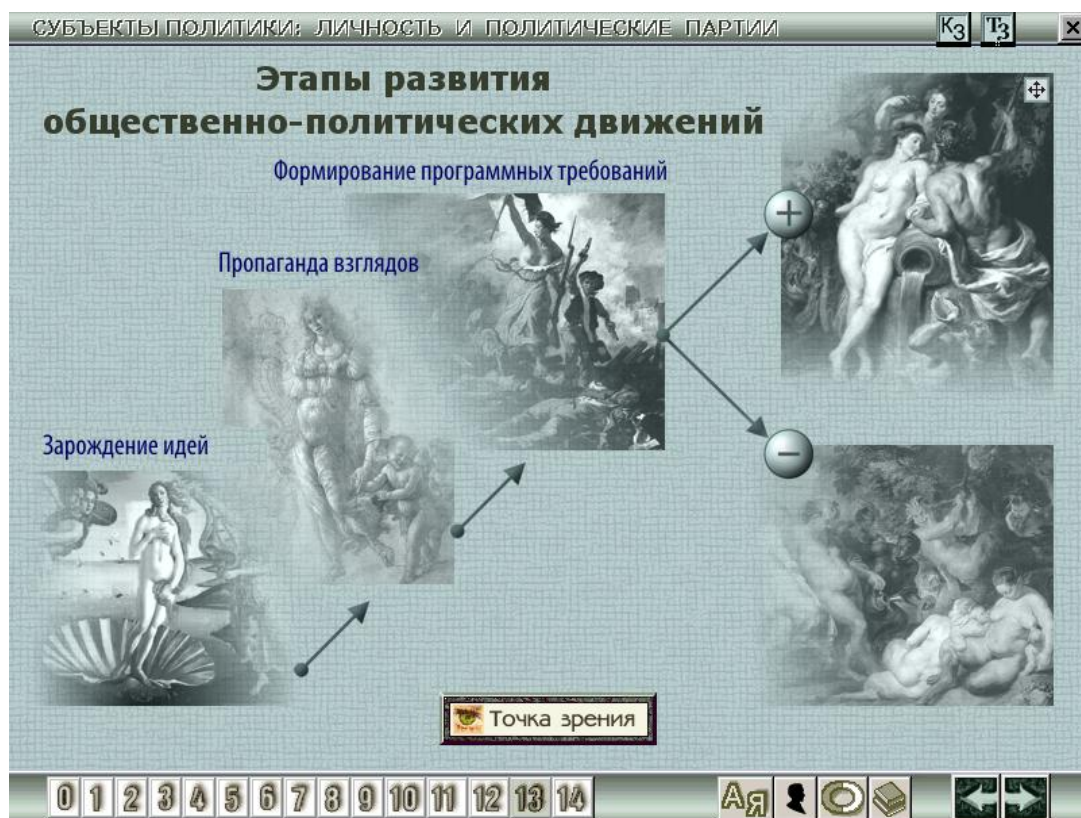 СУБЪЕКТЫ ПОЛИТИКИ: ЛИЧНОСТЬ И ПОЛИТИЧЕСКИЕ ПАРТИИ
Кз Тз
Этапы развития
общественно-политических движений
Формирование программных требований
Пропаганда взглядов
Зарождение идей
+
−
Точка зрения
0 1 2 3 4 5 6 7 8 9 10 11 12 13 14
Ая